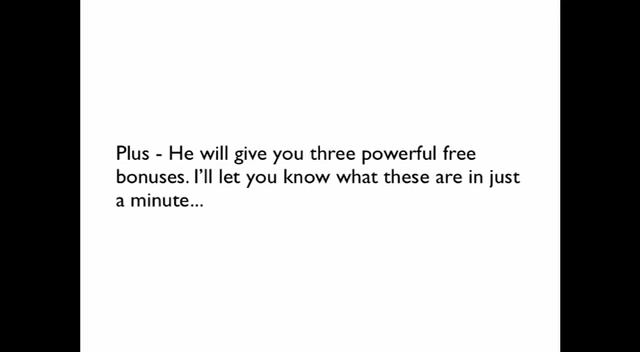 Plus - He will give you three powerful free
bonuses. I’ll let you know what these are in just
a minute...